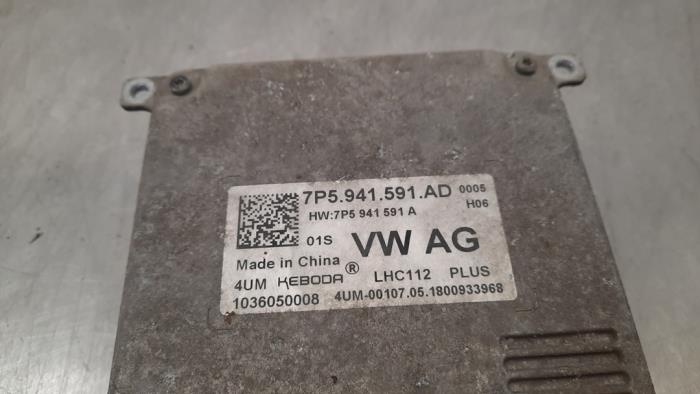 7P5.941.591.AD 0005
HW:7P5 941 591 A H06
01S VW AG
Made in China
4UM KEBODA® LHC112 PLUS
1036050008 4UM-00107.05.1800933968